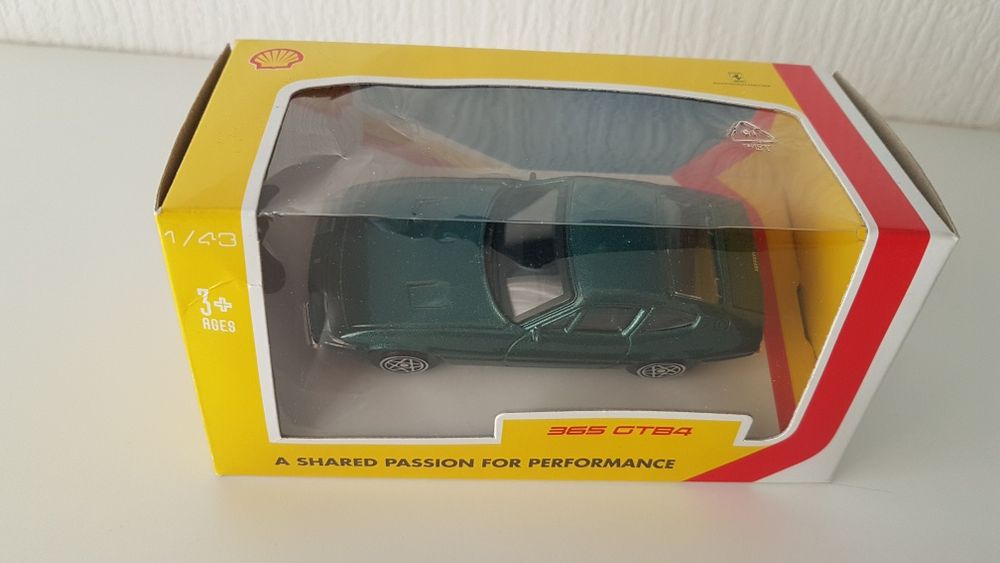 1/43
3+
AGES
365 GTB4
A SHARED PASSION FOR PERFORMANCE